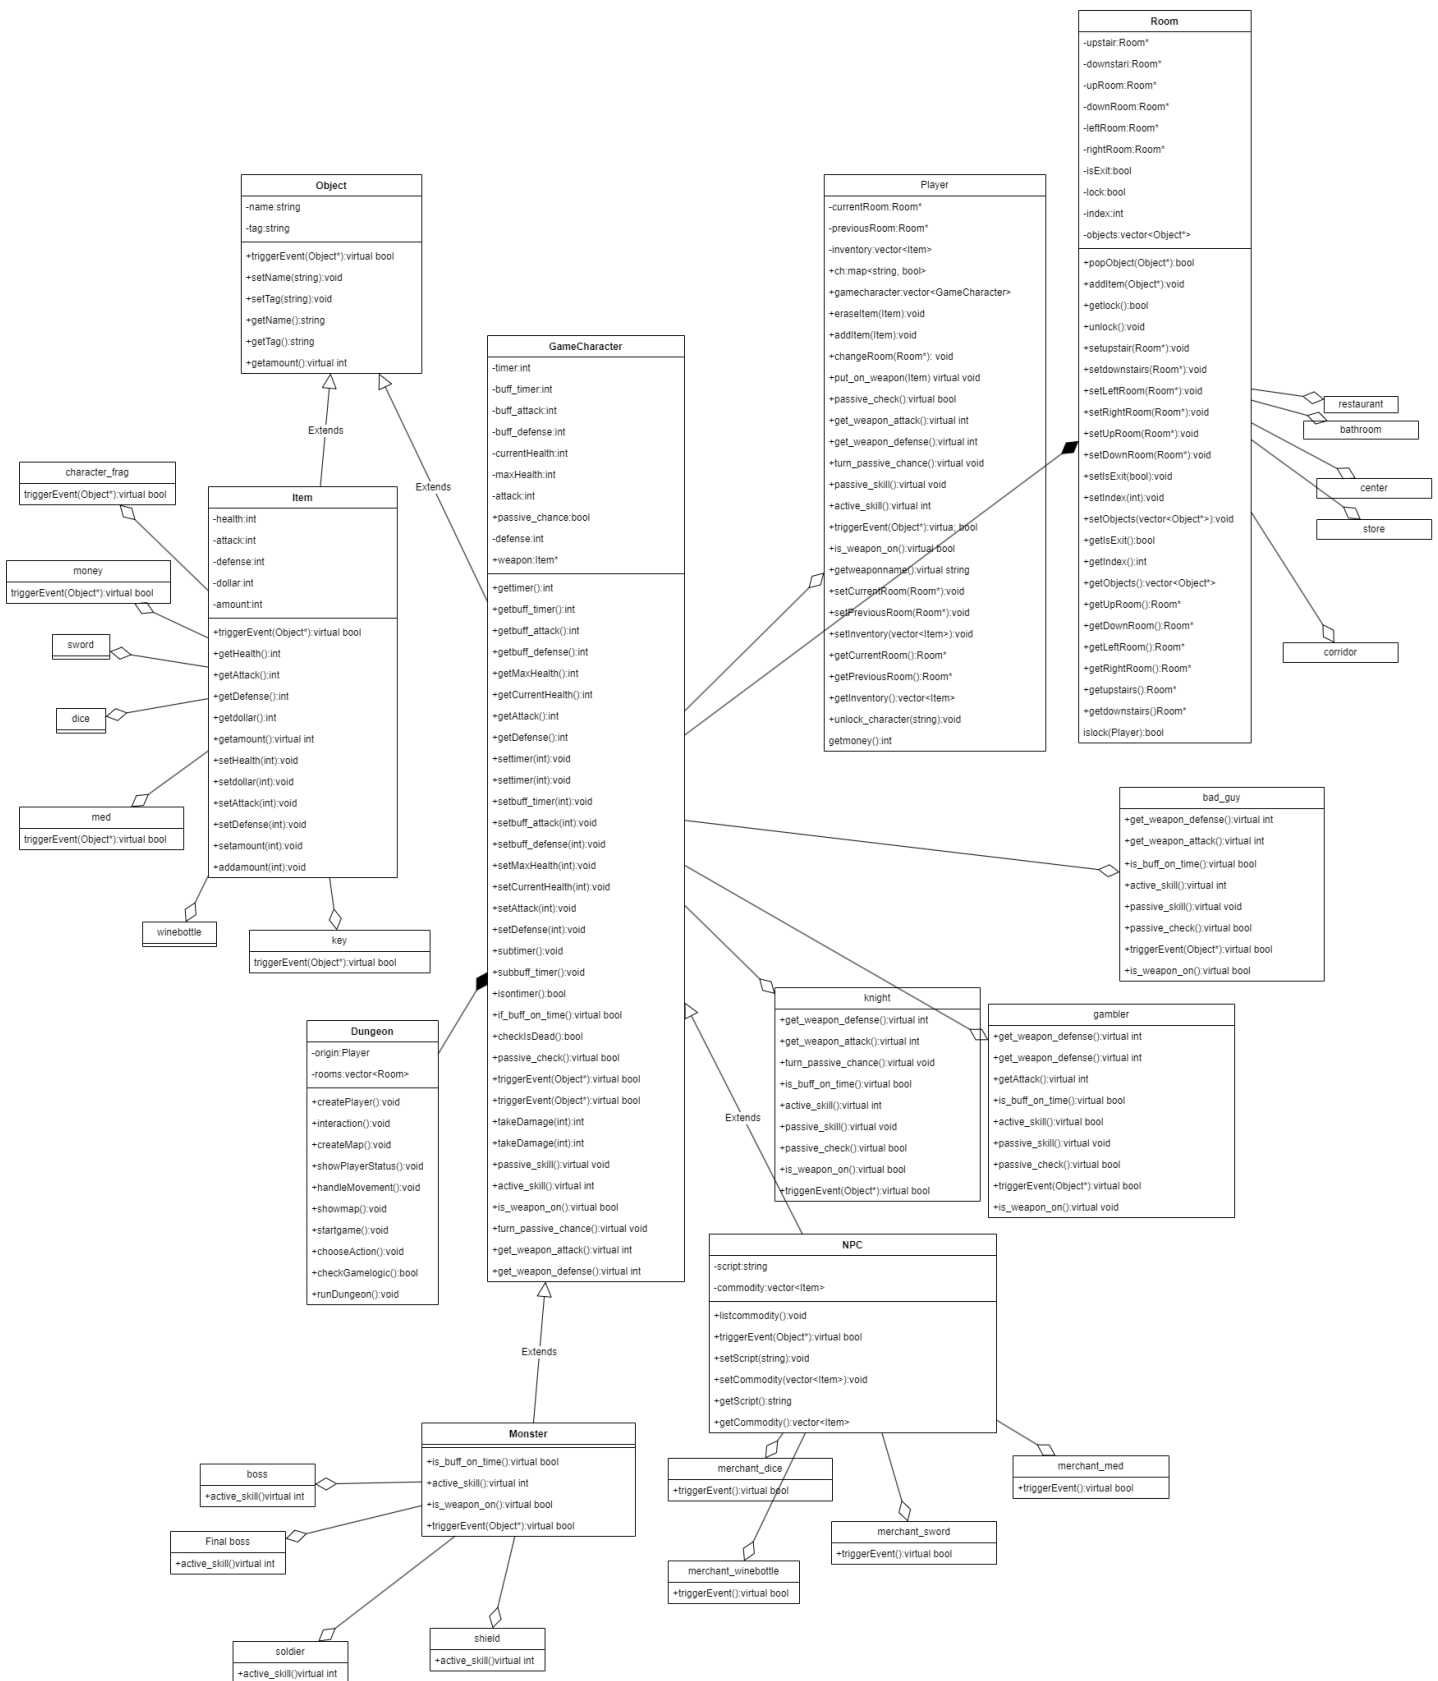 Room
-upstair:Room*
-downstari:Room*
-upRoom:Room*
-downRoom:Room*
-leftRoom:Room*
-rightRoom:Room*
-isExit:bool
-lock:bool
-index:int
-objects:vector<Object*>
+popObject(Object*):bool
+addItem(Object*):void
+getlock():bool
+unlock():void
+setupstair(Room*):void
+setdownstairs(Room*):void
+setLeftRoom(Room*):void
+setRightRoom(Room*):void
+setUpRoom(Room*):void
+setDownRoom(Room*):void
+setIsExit(bool):void
+setIndex(int):void
+setObjects(vector<Object*>):void
+getIsExit():bool
+getIndex():int
+getObjects():vector<Object*>
+getUpRoom():Room*
+getDownRoom():Room*
+getLeftRoom():Room*
+getRightRoom():Room*
+getupstairs():Room*
+getdownstairs()Room*
islock(Player):bool
Object
-name:string
-tag:string
+triggerEvent(Object*):virtual bool
+setName(string):void
+setTag(string):void
+getName():string
+getTag():string
+getamount():virtual int
Player
-currentRoom:Room*
-previousRoom:Room*
-inventory:vector<Item>
+ch:map<string, bool>
+gamecharacter:vector<GameCharacter>
+eraseItem(Item):void
+addItem(Item):void
+changeRoom(Room*): void
+put_on_weapon(Item) virtual void
+passive_check():virtual bool
+get_weapon_attack():virtual int
+get_weapon_defense():virtual int
+turn_passive_chance():virtual void
+passive_skill():virtual void
+active_skill():virtual int
+triggerEvent(Object*):virtua; bool
+is_weapon_on():virtual bool
+getweaponname():virtual string
+setCurrentRoom(Room*):void
+setPreviousRoom(Room*):void
+setInventory(vector<Item>):void
+getCurrentRoom():Room*
+getPreviousRoom():Room*
+getInventory():vector<Item>
+unlock_character(string):void
getmoney():int
GameCharacter
-timer:int
-buff_timer:int
-buff_attack:int
-buff_defense:int
-currentHealth:int
-maxHealth:int
-attack:int
+passive_chance:bool
-defense:int
+weapon:Item*
+gettimer():int
+getbuff_timer():int
+getbuff_attack():int
+getbuff_defense():int
+getMaxHealth():int
+getCurrentHealth():int
+getAttack():int
+getDefense():int
+settimer(int):void
+settimer(int):void
+setbuff_timer(int):void
+setbuff_attack(int):void
+setbuff_defense(int):void
+setMaxHealth(int):void
+setCurrentHealth(int):void
+setAttack(int):void
+setDefense(int):void
+subtimer():void
+subbuff_timer():void
+isontimer():bool
+if_buff_on_time():virtual bool
+checkIsDead():bool
+passive_check():virtual bool
+triggerEvent(Object*):virtual bool
+triggerEvent(Object*):virtual bool
+takeDamage(int):int
+takeDamage(int):int
+passive_skill():virtual void
+active_skill():virtual int
+is_weapon_on():virtual bool
+turn_passive_chance():virtual void
+get_weapon_attack():virtual int
+get_weapon_defense():virtual int
Extends
Extends
restaurant
bathroom
center
store
corridor
character_frag
triggerEvent(Object*):virtual bool
money
triggerEvent(Object*):virtual bool
sword
dice
med
triggerEvent(Object*):virtual bool
winebottle
key
triggerEvent(Object*):virtual bool
Item
-health:int
-attack:int
-defense:int
-dollar:int
-amount:int
+triggerEvent(Object*):virtual bool
+getHealth():int
+getAttack():int
+getDefense():int
+getdollar():int
+getamount():virtual int
+setHealth(int):void
+setdollar(int):void
+setAttack(int):void
+setDefense(int):void
+setamount(int):void
+addamount(int):void
bad_guy
+get_weapon_defense():virtual int
+get_weapon_attack():virtual int
+is_buff_on_time():virtual bool
+active_skill():virtual int
+passive_skill():virtual void
+passive_check():virtual bool
+triggerEvent(Object*):virtual bool
+is_weapon_on():virtual bool
knight
+get_weapon_defense():virtual int
+get_weapon_attack():virtual int
+turn_passive_chance():virtual void
+is_buff_on_time():virtual bool
+active_skill():virtual int
+passive_skill():virtual void
+passive_check():virtual bool
+is_weapon_on():virtual bool
+triggenEvent(Object*):virtual bool
gambler
+get_weapon_defense():virtual int
+get_weapon_defense():virtual int
+getAttack():virtual int
+is_buff_on_time():virtual bool
+active_skill():virtual bool
+passive_skill():virtual void
+passive_check():virtual bool
+triggerEvent(Object*):virtual bool
+is_weapon_on():virtual void
Dungeon
-origin:Player
-rooms:vector<Room>
+createPlayer():void
+interaction():void
+createMap():void
+showPlayerStatus():void
+handleMovement():void
+showmap():void
+startgame():void
+chooseAction():void
+checkGamelogic():bool
+runDungeon():void
Extends
NPC
-script:string
-commodity:vector<Item>
+listcommodity():void
+triggerEvent(Object*):virtual bool
+setScript(string):void
+setCommodity(vector<Item>):void
+getScript():string
+getCommodity():vector<Item>
Extends
Monster
+is_buff_on_time():virtual bool
+active_skill():virtual int
+is_weapon_on():virtual bool
+triggerEvent(Object*):virtual bool
boss
+active_skill()virtual int
Final boss
+active_skill()virtual int
soldier
+active_skill()virtual int
shield
+active_skill()virtual int
merchant_dice
+triggerEvent():virtual bool
merchant_winebottle
+triggerEvent():virtual bool
merchant_sword
+triggerEvent():virtual bool
merchant_med
+triggerEvent():virtual bool